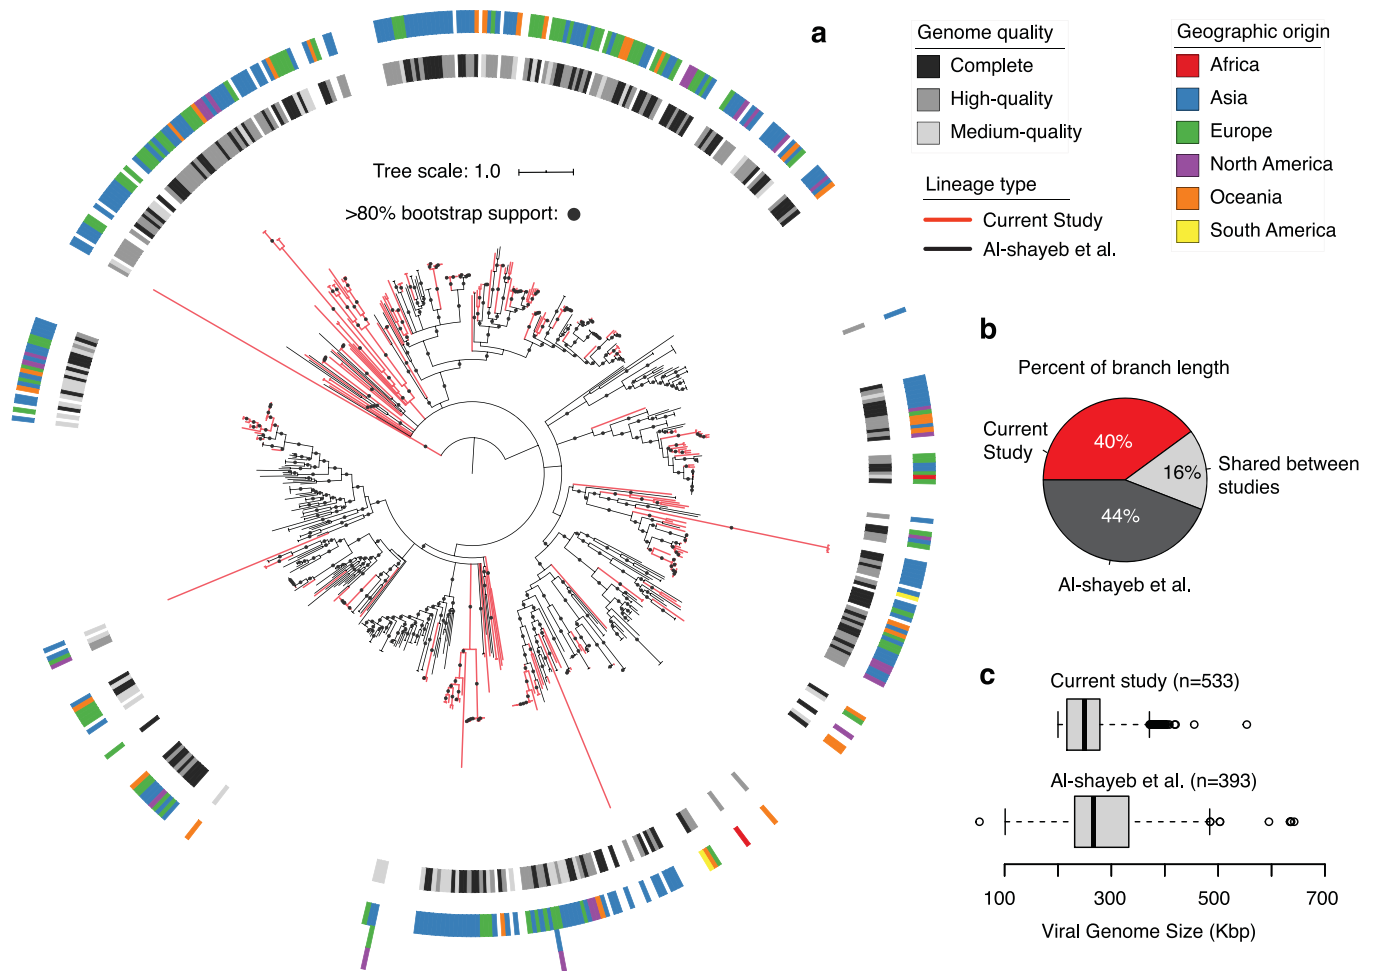 a
Genome quality
Complete
High-quality
Medium-quality
Lineage type
Current Study
Al-shayeb et al.
Geographic origin
Africa
Asia
Europe
North America
Oceania
South America
Tree scale: 1.0
>80% bootstrap support:
b
Percent of branch length
Current
Study
40%
16%
Shared between
studies
44%
Al-shayeb et al.
c
Current study (n=533)
Al-shayeb et al. (n=393)
100 300 500 700
Viral Genome Size (Kbp)